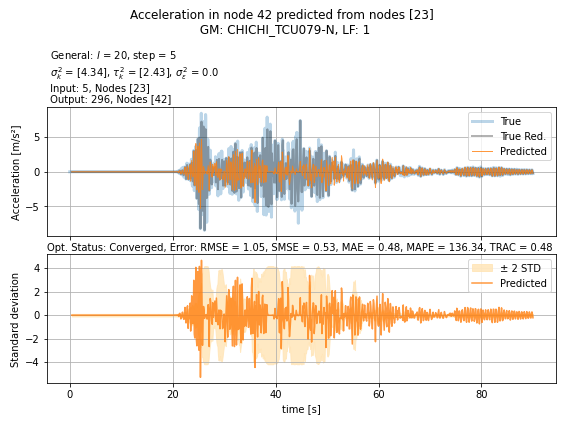 Acceleration in node 42 predicted from nodes [23]
GM: CHICHI_TCU079-N, LF: 1
General: l = 20, step = 5
σ²ₖ = [4.34], τ²ₖ = [2.43], σ²ε = 0.0
Input: 5, Nodes [23]
Output: 296, Nodes [42]
Acceleration [m/s²]
5
0
−5
True
True Red.
Predicted
Opt. Status: Converged, Error: RMSE = 1.05, SMSE = 0.53, MAE = 0.48, MAPE = 136.34, TRAC = 0.48
Standard deviation
4
2
0
−2
−4
± 2 STD
Predicted
0 20 40 60 80
time [s]